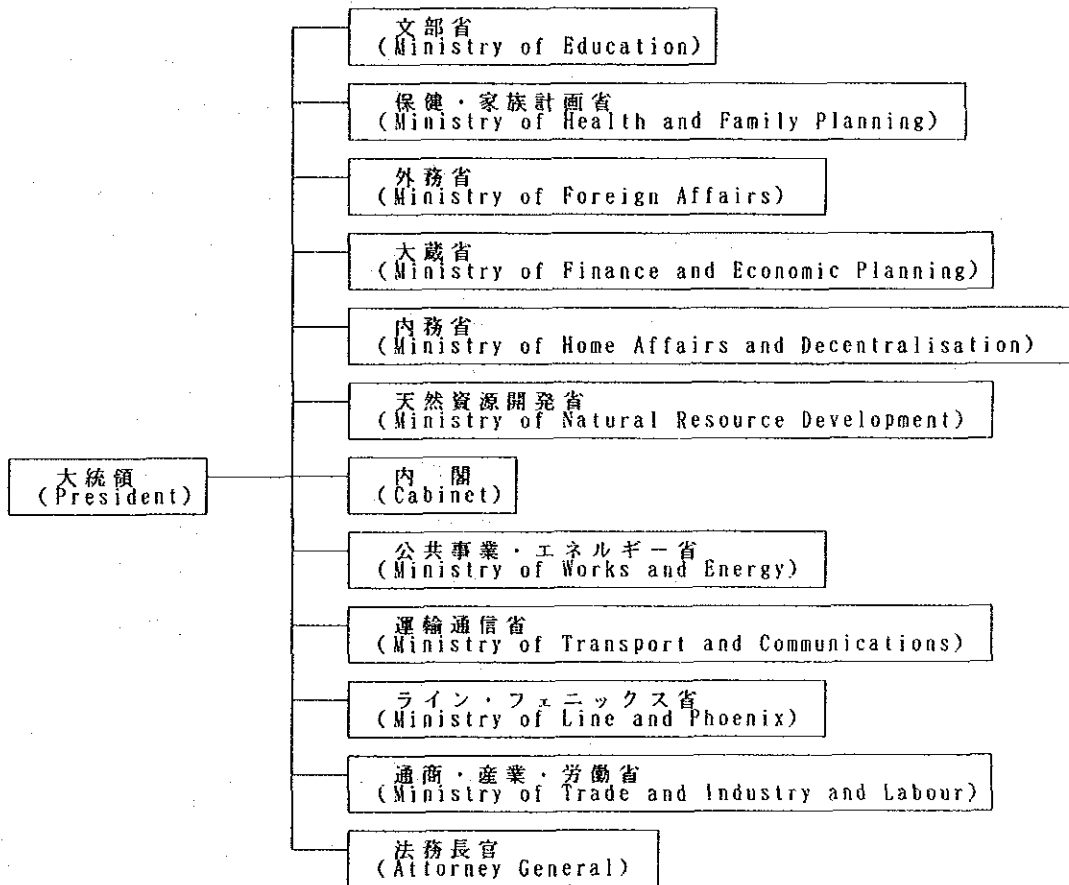 文部省
(Ministry of Education)
保健・家族計画省
(Ministry of Health and Family Planning)
外務省
(Ministry of Foreign Affairs)
大蔵省
(Ministry of Finance and Economic Planning)
内務省
(Ministry of Home Affairs and Decentralisation)
天然資源開発省
(Ministry of Natural Resource Development)
大統領
(President)
内 閣
(Cabinet)
公共事業・エネルギー省
(Ministry of Works and Energy)
運輸通信省
(Ministry of Transport and Communications)
ライン・フェニックス省
(Ministry of Line and Phoenix)
通商・産業・労働省
(Ministry of Trade and Industry and Labour)
法務長官
(Attorney General)